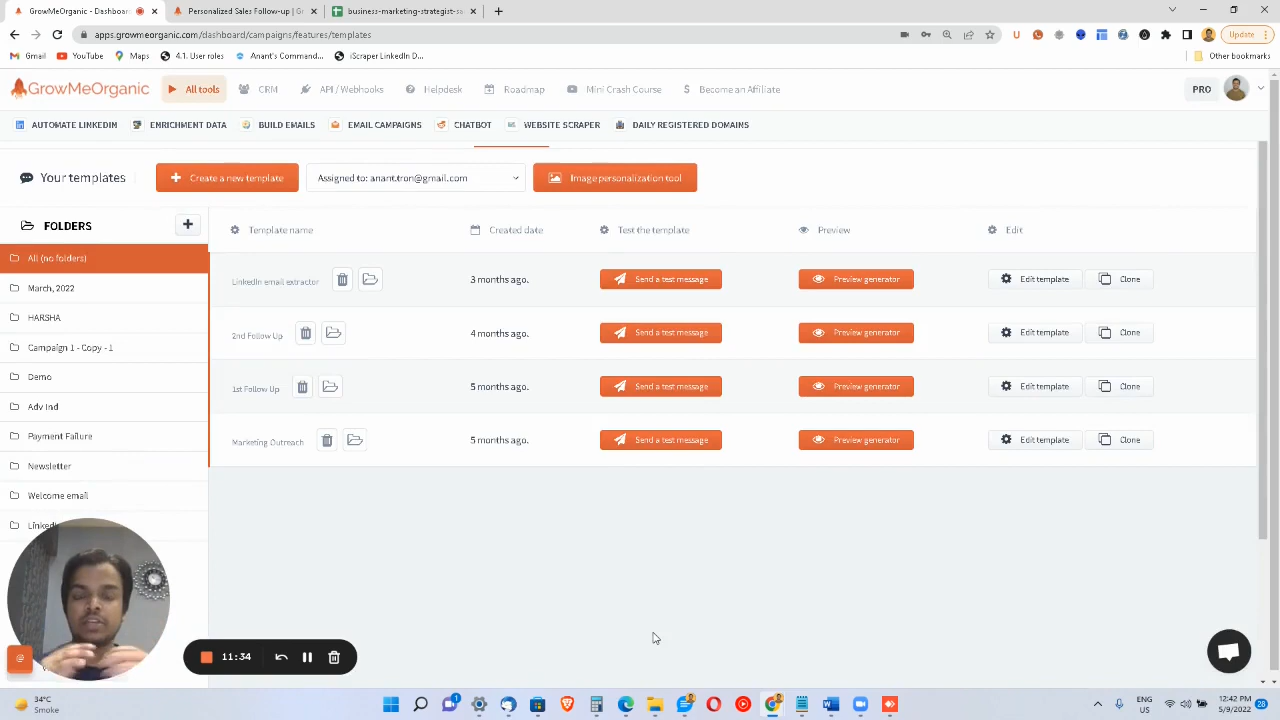 GrowMeOrganic - Dashboar
Personalized Sales Follow-up | Gr
business-marketing-strategist-se
apps.growmeorganic.com/dashboard/campaigns/features/templates
Update
Gmail
YouTube
Maps
4.1. User roles
Anant's Command...
iScraper LinkedIn D...
Other bookmarks
GrowMeOrganic
All tools
CRM
API / Webhooks
Helpdesk
Roadmap
Mini Crash Course
$ Become an Affiliate
PRO
AUTOMATE LINKEDIN
ENRICHMENT DATA
BUILD EMAILS
EMAIL CAMPAIGNS
CHATBOT
WEBSITE SCRAPER
DAILY REGISTERED DOMAINS
Your templates
+ Create a new template
Assigned to: anant.tron@gmail.com
Image personalization tool
FOLDERS
+
Template name
Created date
Test the template
Preview
Edit
All (no folders)
March, 2022
HARSHA
Campaign 1 - Copy - 1
Demo
Adv Ind
Payment Failure
Newsletter
Welcome email
LinkedI
LinkedIn email extractor
3 months ago.
Send a test message
Preview generator
Edit template
Clone
2nd Follow Up
4 months ago.
Send a test message
Preview generator
Edit template
Clone
1st Follow Up
5 months ago.
Send a test message
Preview generator
Edit template
Clone
Marketing Outreach
5 months ago.
Send a test message
Preview generator
Edit template
Clone
@
11:34
34°C
Smoke
1
ENG
US
12:42 PM
5/9/2022
28